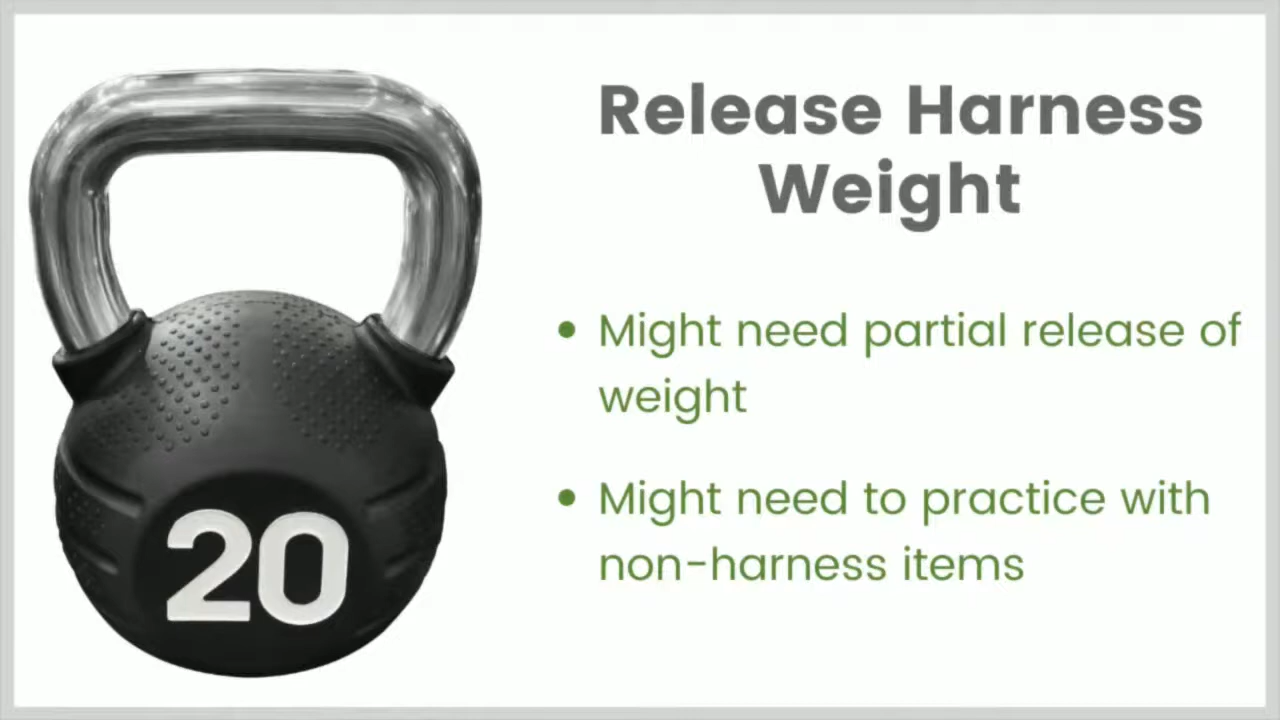 Release Harness
Weight
• Might need partial release of
weight
• Might need to practice with
non-harness items
20